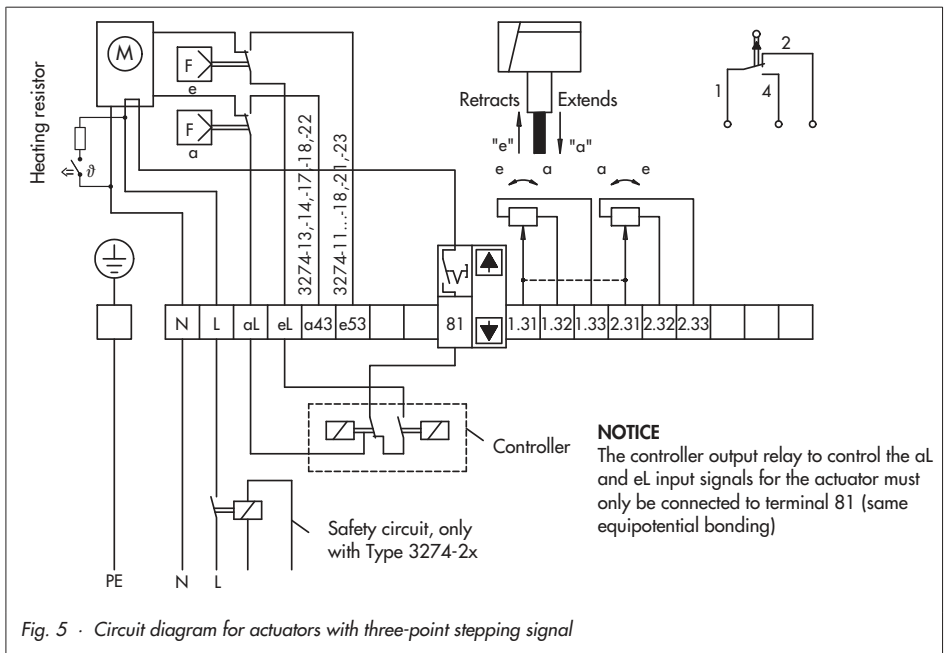 M
Heating resistor
ϑ
F
e
F
a
3274-13,-14,-17,-18,-22
3274-11...-18,-21,-23
Retracts
Extends
"e"
"a"
e
a
a
e
1
2
4
N
L
aL
eL
a43
e53
81
1.31
1.32
1.33
2.31
2.32
2.33
Controller
NOTICE
The controller output relay to control the aL
and eL input signals for the actuator must
only be connected to terminal 81 (same
equipotential bonding)
Safety circuit, only
with Type 3274-2x
PE
N
L
Fig. 5 · Circuit diagram for actuators with three-point stepping signal